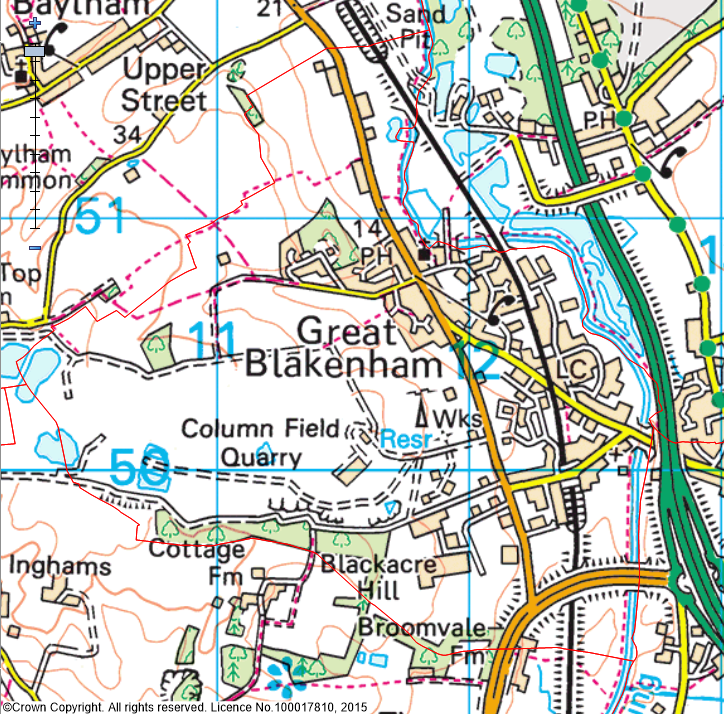 Baylham
21
Sand
Pit
Upper
Street
34
PH
ylham
mmon
51
14
PH
1
Top
n
11
Great
Blakenham
12
LC
Column Field
Quarry
Wks
Resr
50
Cottage
Fm
Inghams
Blackacre
Hill
Broomvale
Fm
ing
©Crown Copyright. All rights reserved. Licence No.100017810, 2015